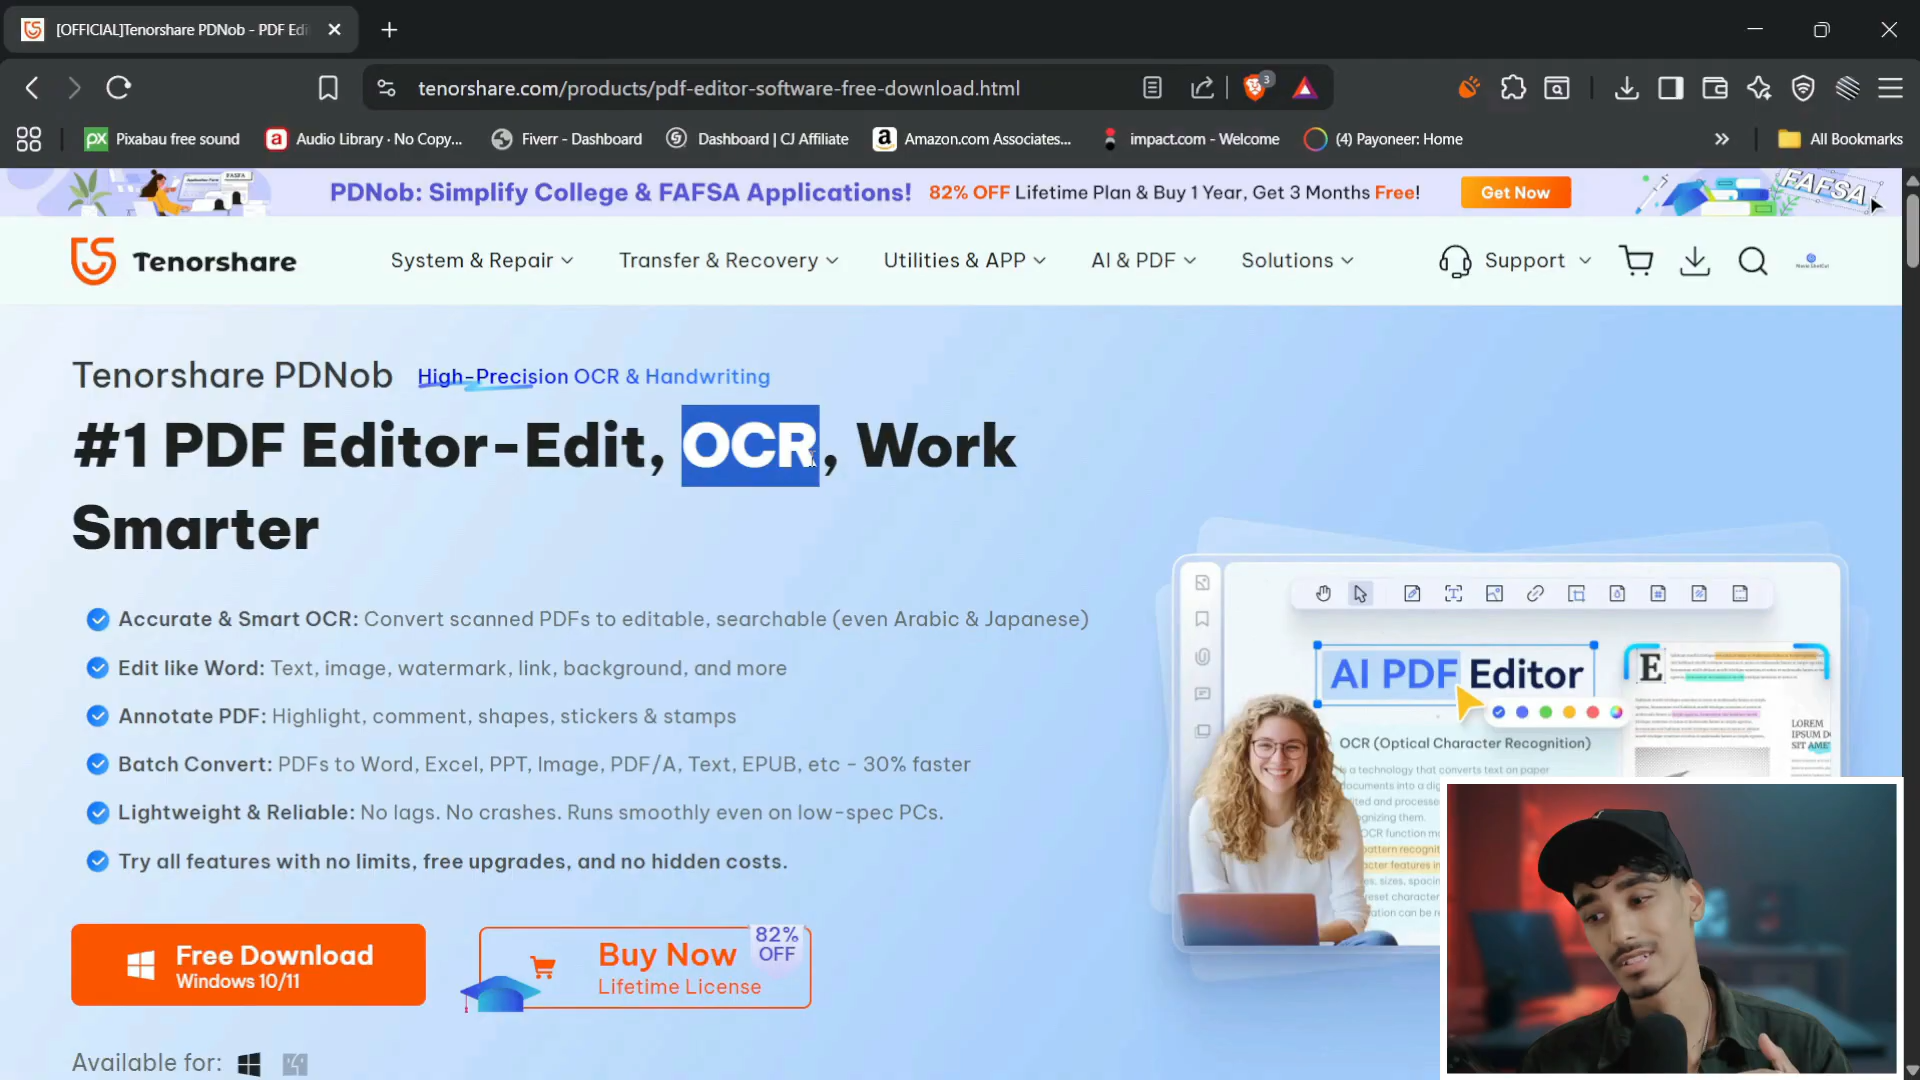 [OFFICIAL]Tenorshare PDNob - PDF Edi
tenorshare.com/products/pdf-editor-software-free-download.html
3
px Pixabau free sound
a Audio Library · No Copy...
Fiverr - Dashboard
Dashboard | CJ Affiliate
a Amazon.com Associates...
impact.com - Welcome
(4) Payoneer: Home
All Bookmarks
PDNob: Simplify College & FAFSA Applications! 82% OFF Lifetime Plan & Buy 1 Year, Get 3 Months Free! Get Now
FAFSA
Tenorshare
System & Repair
Transfer & Recovery
Utilities & APP
AI & PDF
Solutions
Support
Tenorshare PDNob High-Precision OCR & Handwriting
#1 PDF Editor-Edit, OCR, Work
Smarter
Accurate & Smart OCR: Convert scanned PDFs to editable, searchable (even Arabic & Japanese)
Edit like Word: Text, image, watermark, link, background, and more
Annotate PDF: Highlight, comment, shapes, stickers & stamps
Batch Convert: PDFs to Word, Excel, PPT, Image, PDF/A, Text, EPUB, etc - 30% faster
Lightweight & Reliable: No lags. No crashes. Runs smoothly even on low-spec PCs.
Try all features with no limits, free upgrades, and no hidden costs.
Free Download
Windows 10/11
Buy Now
Lifetime License
82%
OFF
Available for:
AI PDF Editor
OCR (Optical Character Recognition)
is a technology that converts text on paper
E
LOREM
IPSUM D
SIT AME